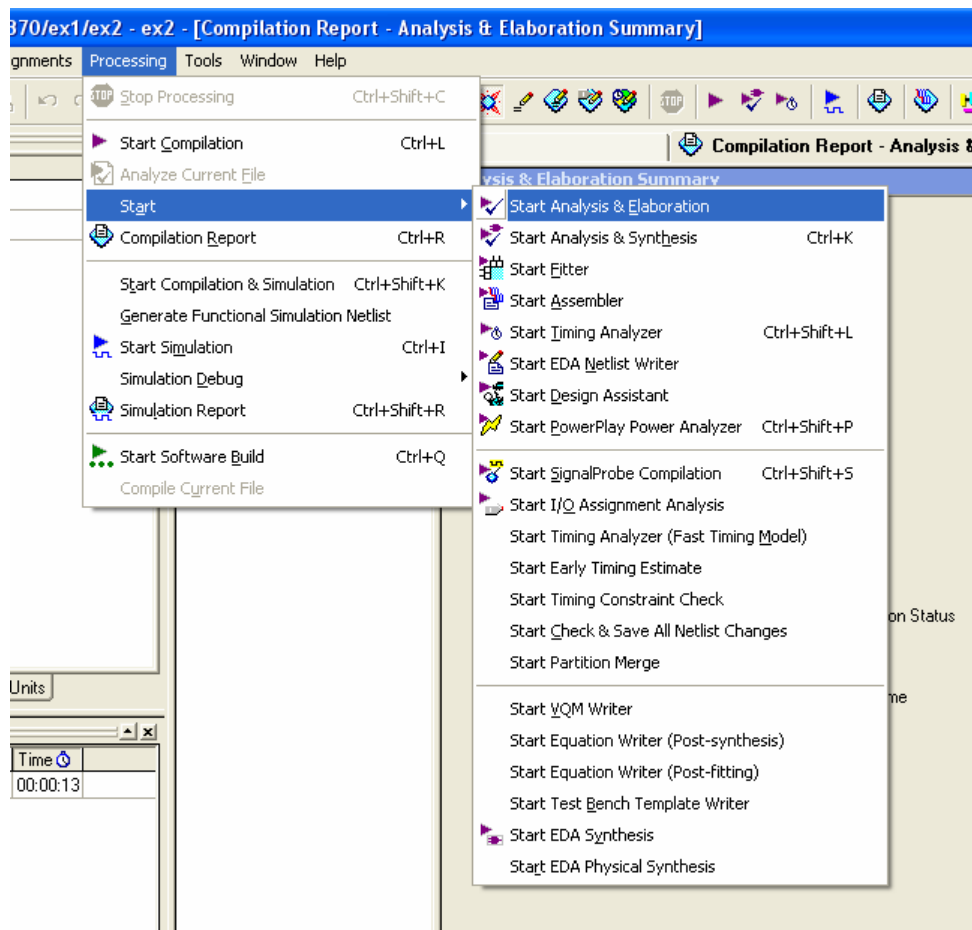 370/ex1/ex2 - ex2 - [Compilation Report - Analysis & Elaboration Summary]
gnments Processing Tools Window Help
Stop Processing Ctrl+Shift+C
Start Compilation Ctrl+L
Analyze Current File
Start
Compilation Report Ctrl+R
Start Compilation & Simulation Ctrl+Shift+K
Generate Functional Simulation Netlist
Start Simulation Ctrl+I
Simulation Debug
Simulation Report Ctrl+Shift+R
Start Software Build Ctrl+Q
Compile Current File
STOP
Compilation Report - Analysis &
ysis & Elaboration Summary
Start Analysis & Elaboration
Start Analysis & Synthesis Ctrl+K
Start Fitter
Start Assembler
Start Timing Analyzer Ctrl+Shift+L
Start EDA Netlist Writer
Start Design Assistant
Start PowerPlay Power Analyzer Ctrl+Shift+P
Start SignalProbe Compilation Ctrl+Shift+S
Start I/O Assignment Analysis
Start Timing Analyzer (Fast Timing Model)
Start Early Timing Estimate
Start Timing Constraint Check
Start Check & Save All Netlist Changes
Start Partition Merge
Start VQM Writer
Start Equation Writer (Post-synthesis)
Start Equation Writer (Post-fitting)
Start Test Bench Template Writer
Start EDA Synthesis
Start EDA Physical Synthesis
on Status
me
Units
Time
00:00:13